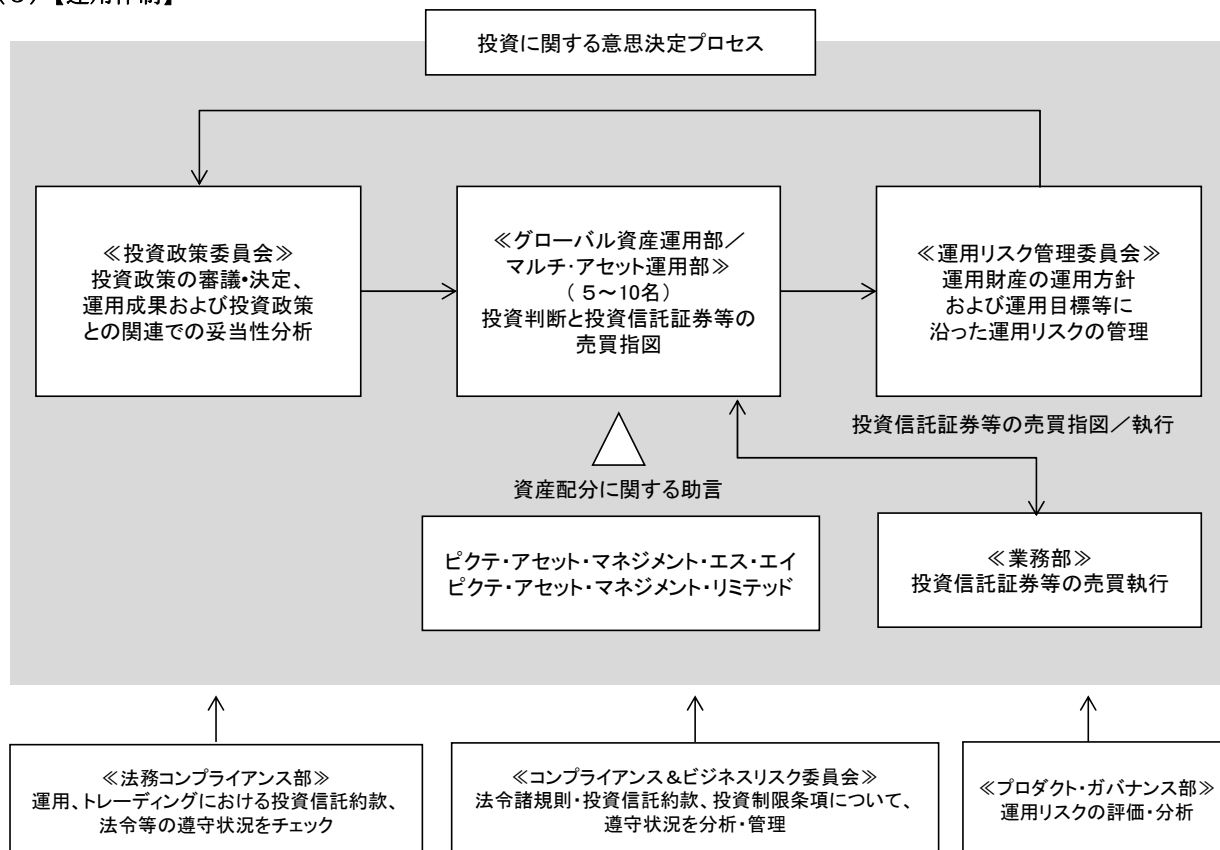 (3)【運用体制】
投資に関する意思決定プロセス
≪投資政策委員会≫
投資政策の審議・決定、
運用成果および投資政策
との関連での妥当性分析
≪グローバル資産運用部／
マルチ・アセット運用部≫
(５～10名)
投資判断と投資信託証券等の
売買指図
≪運用リスク管理委員会≫
運用財産の運用方針
および運用目標等に
沿った運用リスクの管理
投資信託証券等の売買指図／執行
資産配分に関する助言
ピクテ・アセット・マネジメント・エス・エイ
ピクテ・アセット・マネジメント・リミテッド
≪業務部≫
投資信託証券等の売買執行
≪法務コンプライアンス部≫
運用、トレーディングにおける投資信託約款、
法令等の遵守状況をチェック
≪コンプライアンス＆ビジネスリスク委員会≫
法令諸規則・投資信託約款、投資制限条項について、
遵守状況を分析・管理
≪プロダクト・ガバナンス部≫
運用リスクの評価・分析